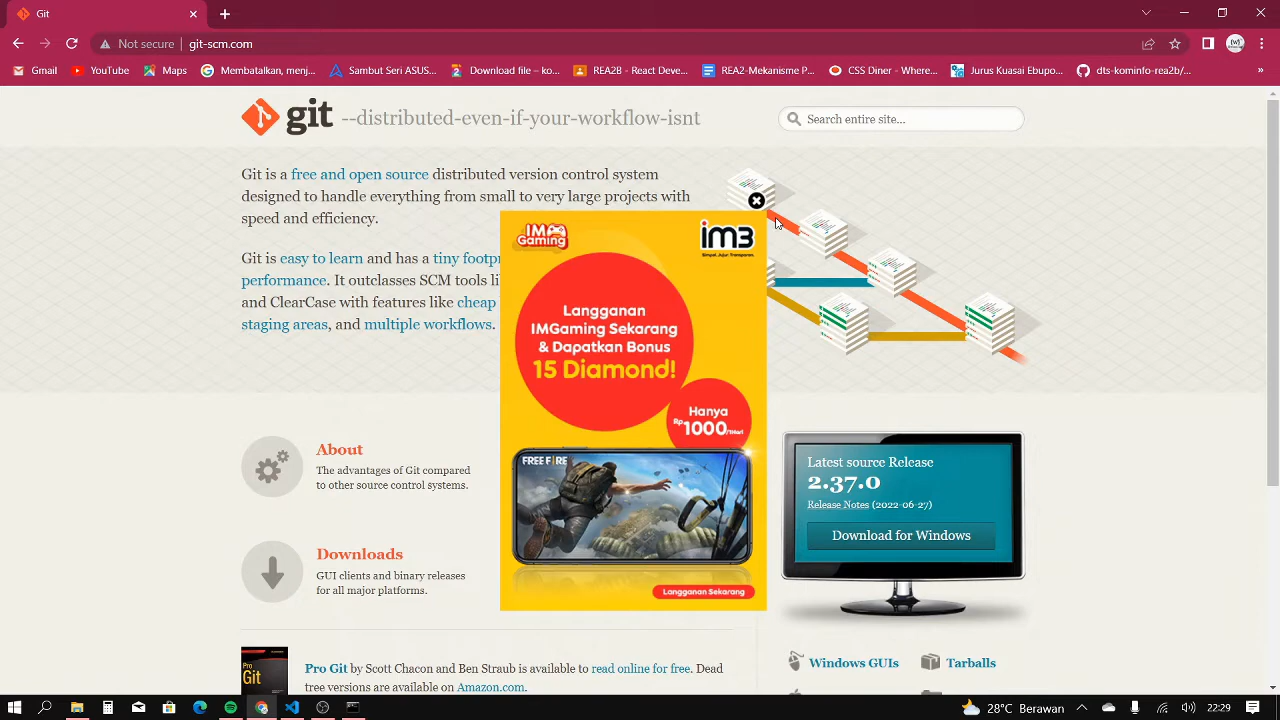 Git
Not secure
git-scm.com
Gmail
YouTube
Maps
Membatalkan, menj...
Sambut Seri ASUS...
Download file – ko...
REA2B - React Deve...
REA2-Mekanisme P...
CSS Diner - Where...
Jurus Kuasai Ebupo...
dts-kominfo-rea2b/...
git --distributed-even-if-your-workflow-isnt
Search entire site...
Git is a free and open source distributed version control system
designed to handle everything from small to very large projects with
speed and efficiency.
Git is easy to learn and has a tiny footpr
performance. It outclasses SCM tools li
and ClearCase with features like cheap
staging areas, and multiple workflows.
IM3 Gaming
im3
Simpel. Jujur. Transparan.
Langganan
IMGaming Sekarang
& Dapatkan Bonus
15 Diamond!
Hanya
Rp1000/1Hari
FREE FIRE
Langganan Sekarang
About
The advantages of Git compared
to other source control systems.
Downloads
GUI clients and binary releases
for all major platforms.
Latest source Release
2.37.0
Release Notes (2022-06-27)
Download for Windows
Pro Git
Pro Git by Scott Chacon and Ben Straub is available to read online for free. Dead
tree versions are available on Amazon.com.
Windows GUIs
Tarballs
28°C Berawan
22:29